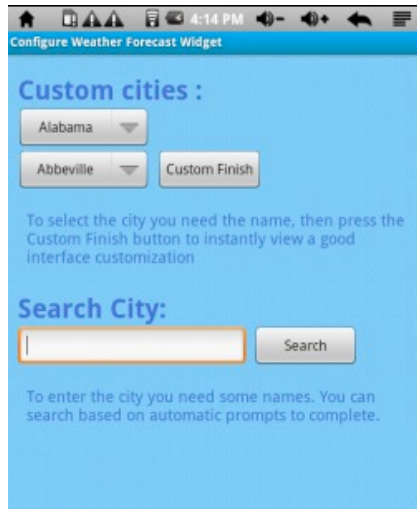 4:14 PM
Configure Weather Forecast Widget
Custom cities :
Alabama
Abbeville
Custom Finish
To select the city you need the name, then press the
Custom Finish button to instantly view a good
interface customization
Search City:
Search
To enter the city you need some names. You can
search based on automatic prompts to complete.